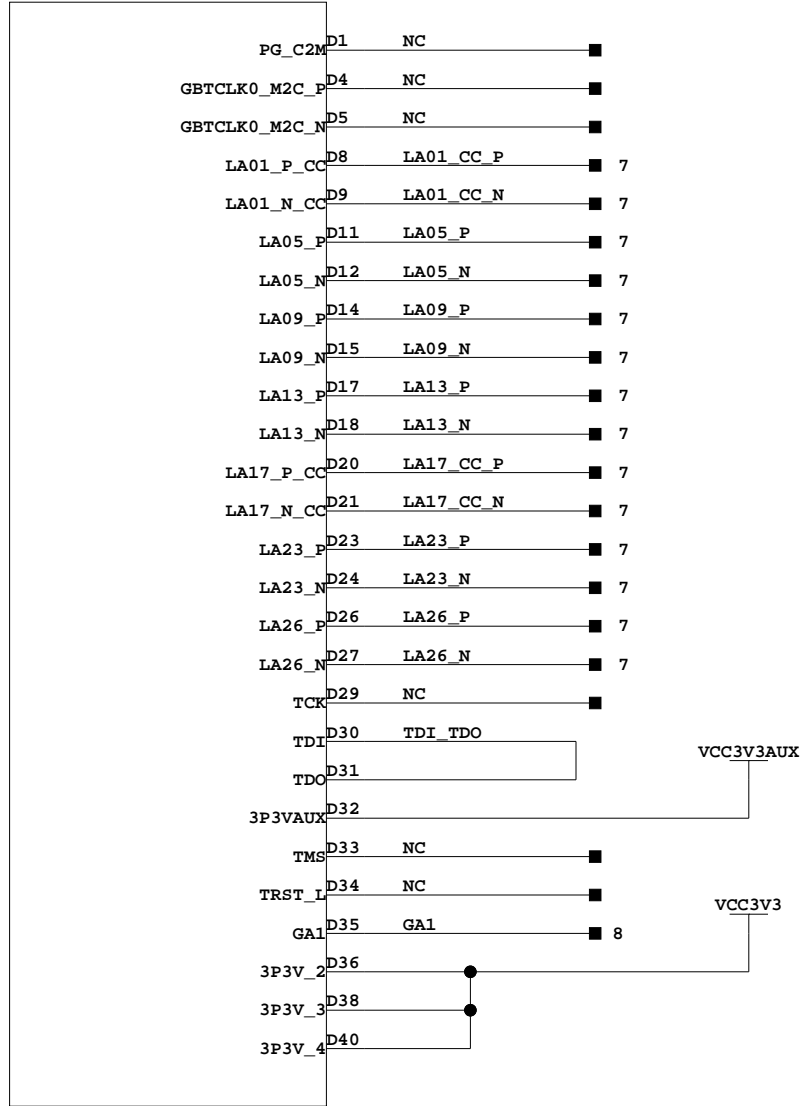 PG_C2M D1 NC
GBTCLK0_M2C_P D4 NC
GBTCLK0_M2C_N D5 NC
LA01_P_CC D8 LA01_CC_P 7
LA01_N_CC D9 LA01_CC_N 7
LA05_P D11 LA05_P 7
LA05_N D12 LA05_N 7
LA09_P D14 LA09_P 7
LA09_N D15 LA09_N 7
LA13_P D17 LA13_P 7
LA13_N D18 LA13_N 7
LA17_P_CC D20 LA17_CC_P 7
LA17_N_CC D21 LA17_CC_N 7
LA23_P D23 LA23_P 7
LA23_N D24 LA23_N 7
LA26_P D26 LA26_P 7
LA26_N D27 LA26_N 7
TCK D29 NC
TDI D30 TDI_TDO
VCC3V3AUX
TDO D31
3P3VAUX D32
TMS D33 NC
TRST_L D34 NC
VCC3V3
GA1 D35 GA1 8
3P3V_2 D36
3P3V_3 D38
3P3V_4 D40